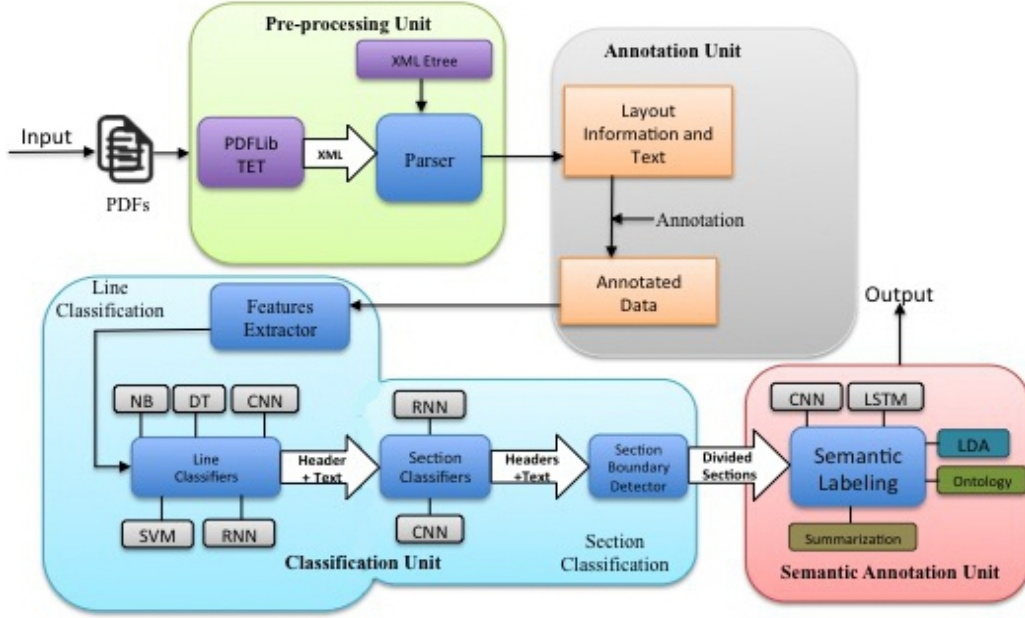 Pre-processing Unit
XML Etree
Input
PDFs
PDFLib
TET
XML
Parser
Annotation Unit
Layout
Information and
Text
Annotation
Annotated
Data
Line
Classification
Features
Extractor
NB
DT
CNN
Line
Classifiers
SVM
RNN
Header
+ Text
RNN
Section
Classifiers
CNN
Headers
+Text
Section
Boundary
Detector
Classification Unit
Section
Classification
Divided
Sections
Output
CNN
LSTM
Semantic
Labeling
LDA
Ontology
Summarization
Semantic Annotation Unit